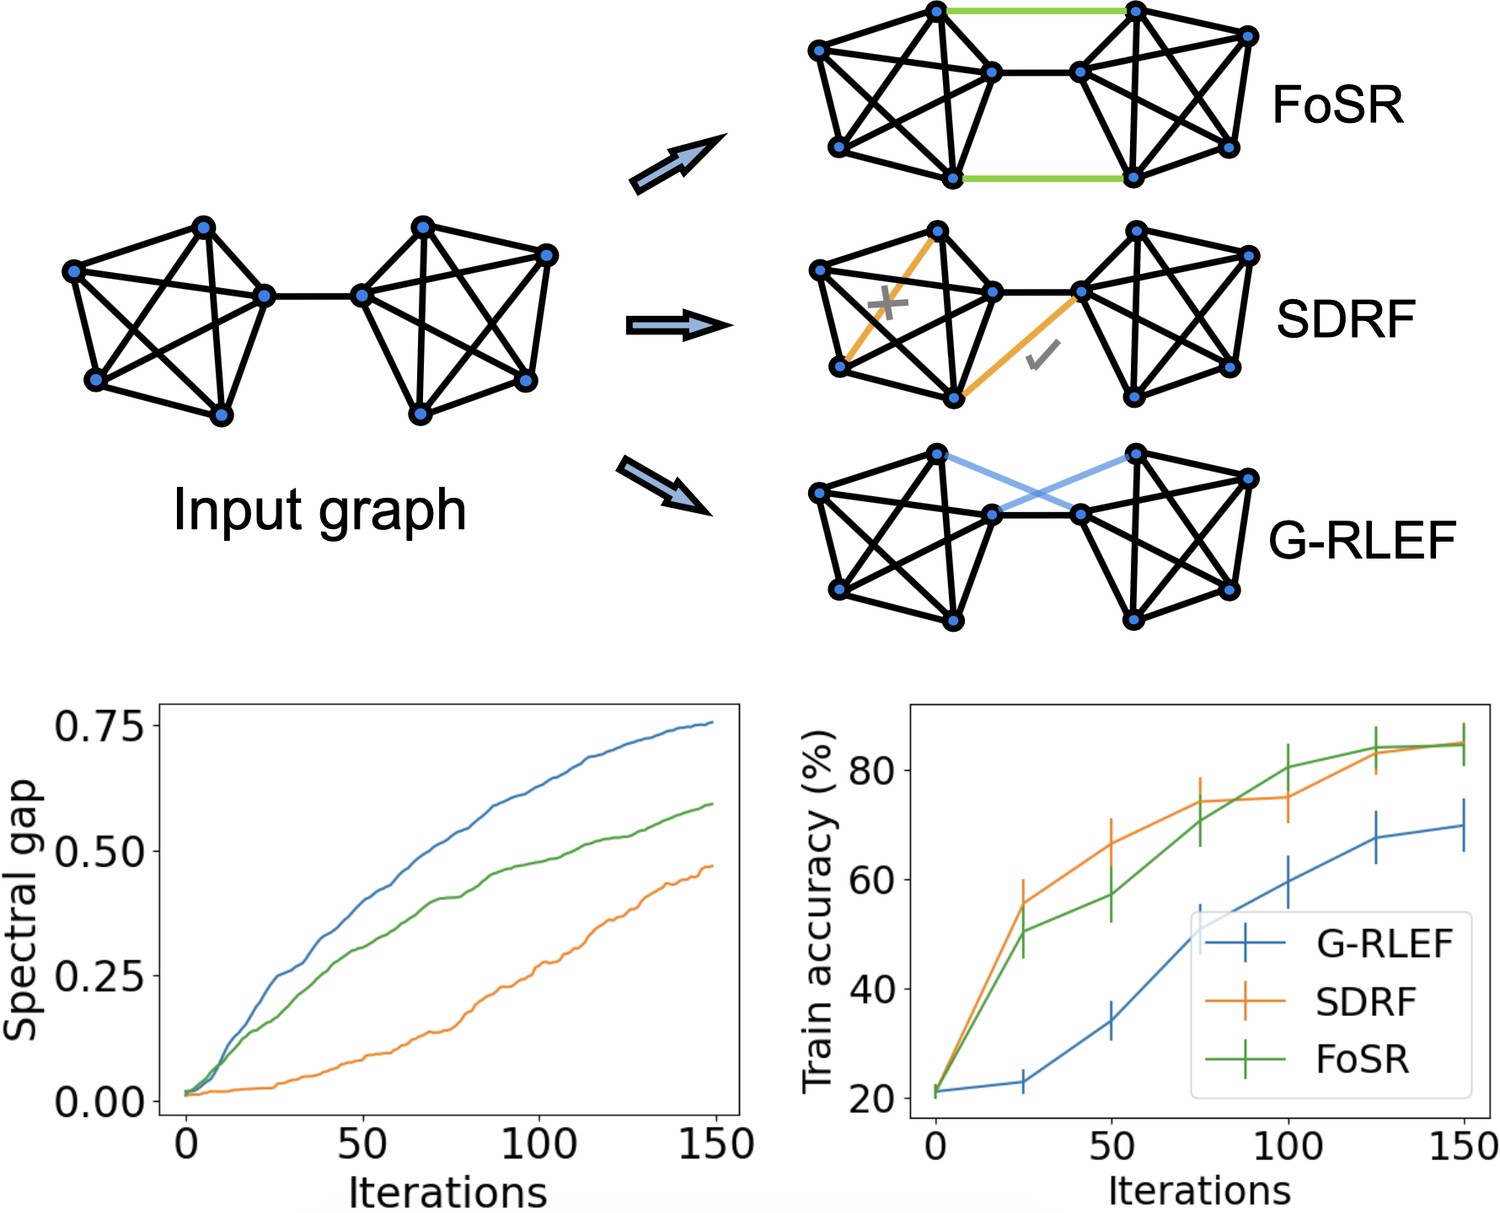 FoSR
SDRF
Input graph
G-RLEF
0.75
0.50
0.25
0.00
Spectral gap
0 50 100 150
Iterations
80
60
40
20
Train accuracy (%)
G-RLEF
SDRF
FoSR
0 50 100 150
Iterations